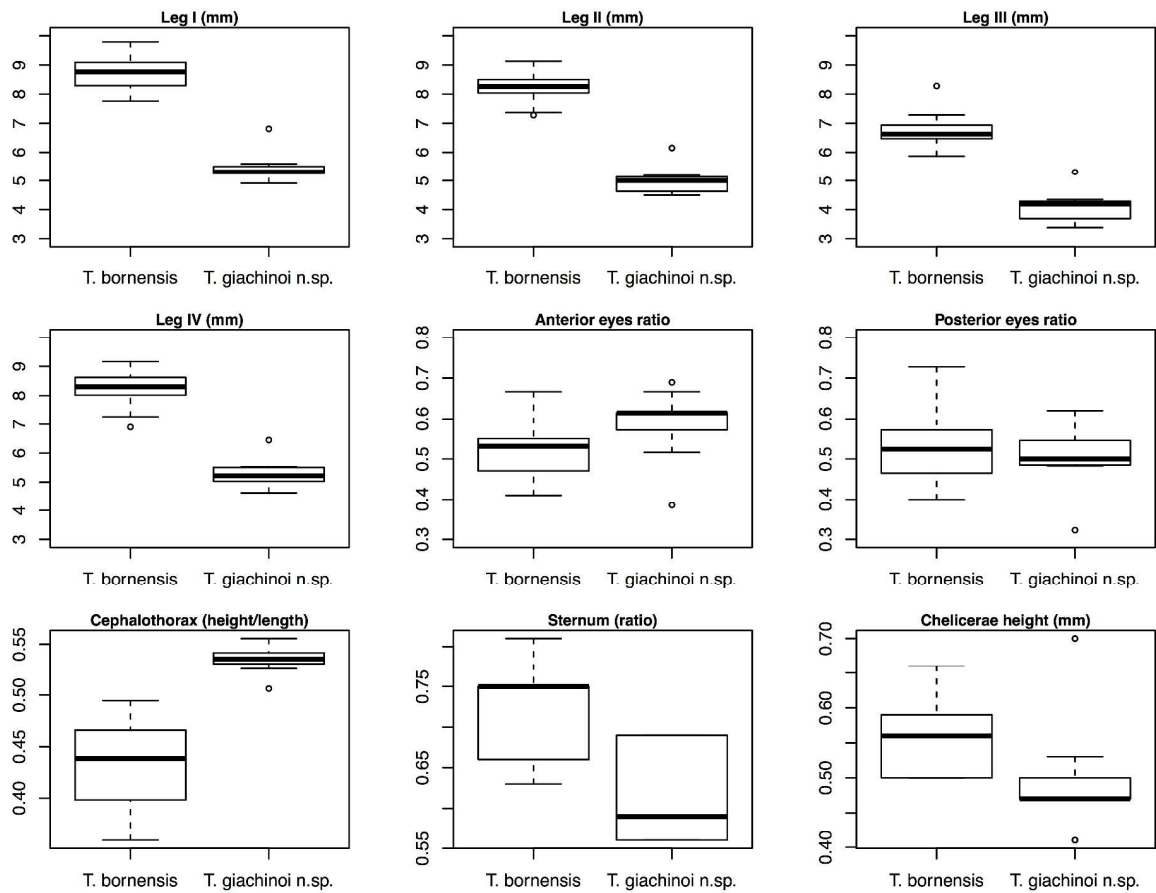 Leg I (mm)
Leg II (mm)
Leg III (mm)
9
8
7
6
5
4
3
9
8
7
6
5
4
3
9
8
7
6
5
4
3
T. bornensis
T. giachinoi n.sp.
T. bornensis
T. giachinoi n.sp.
T. bornensis
T. giachinoi n.sp.
Leg IV (mm)
Anterior eyes ratio
Posterior eyes ratio
9
8
7
6
5
4
3
0.8
0.7
0.6
0.5
0.4
0.3
0.8
0.7
0.6
0.5
0.4
0.3
T. bornensis
T. giachinoi n.sp.
T. bornensis
T. giachinoi n.sp.
T. bornensis
T. giachinoi n.sp.
Cephalothorax (height/length)
Sternum (ratio)
Chelicerae height (mm)
0.55
0.50
0.45
0.40
0.75
0.65
0.55
0.70
0.60
0.50
0.40
T. bornensis
T. giachinoi n.sp.
T. bornensis
T. giachinoi n.sp.
T. bornensis
T. giachinoi n.sp.